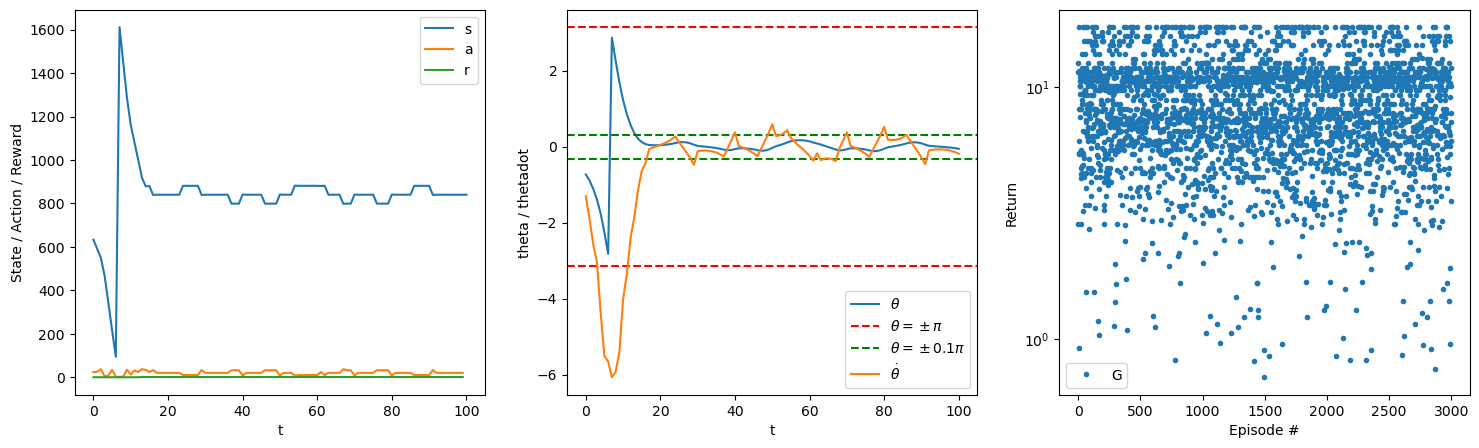 State / Action / Reward
1600
1400
1200
1000
800
600
400
200
0
0 20 40 60 80 100
t
s
a
r
theta / thetadot
2
0
−2
−4
−6
0 20 40 60 80 100
t
θ
θ = ± π
θ = ± 0.1π
θ̇
Return
10¹
10⁰
0 500 1000 1500 2000 2500 3000
Episode #
G